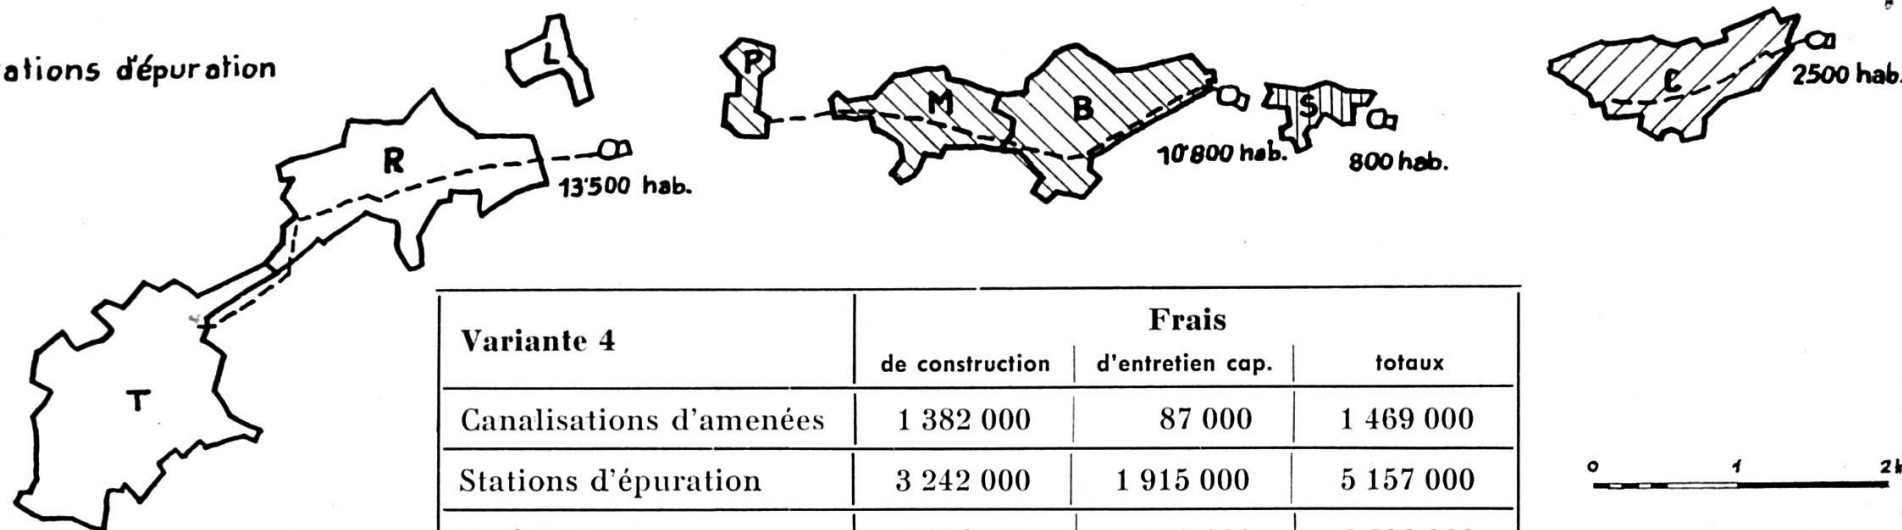 ations d'épuration
L
P
M
B
S
C
2500 hab.
R
13'500 hab.
10'800 hab.
800 hab.
T
Variante 4
Frais
de construction d'entretien cap. totaux
Canalisations d'amenées 1 382 000 87 000 1 469 000
Stations d'épuration 3 242 000 1 915 000 5 157 000
0 1 2